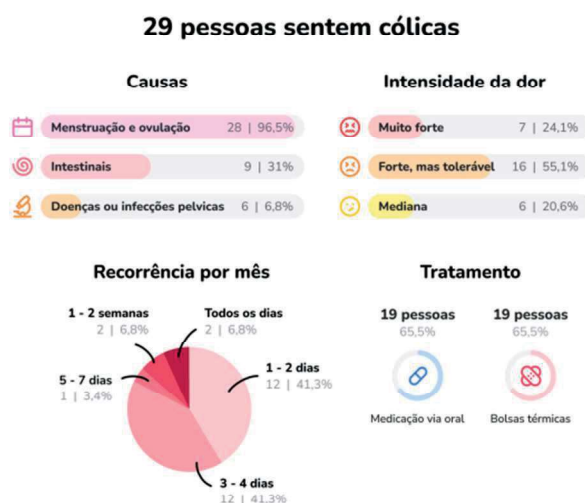 29 pessoas sentem cólicas
Causas
Menstruação e ovulação 28 | 96,5%
Intestinais 9 | 31%
Doenças ou infecções pelvicas 6 | 6,8%
Intensidade da dor
Muito forte 7 | 24,1%
Forte, mas tolerável 16 | 55,1%
Mediana 6 | 20,6%
Recorrência por mês
1 - 2 semanas
2 | 6,8%
Todos os dias
2 | 6,8%
1 - 2 dias
12 | 41,3%
5 - 7 dias
1 | 3,4%
3 - 4 dias
12 | 41,3%
Tratamento
19 pessoas
65,5%
Medicação via oral
19 pessoas
65,5%
Bolsas térmicas